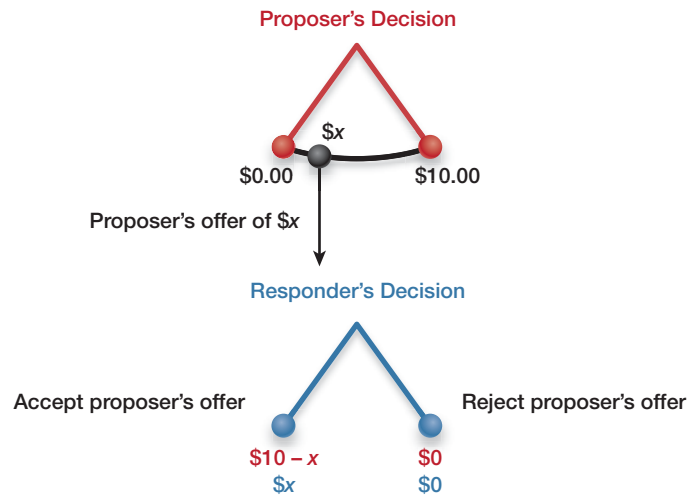 Proposer's Decision
$x
$0.00
$10.00
Proposer's offer of $x
Responder's Decision
Accept proposer's offer
Reject proposer's offer
$10 – x
$0
$x
$0